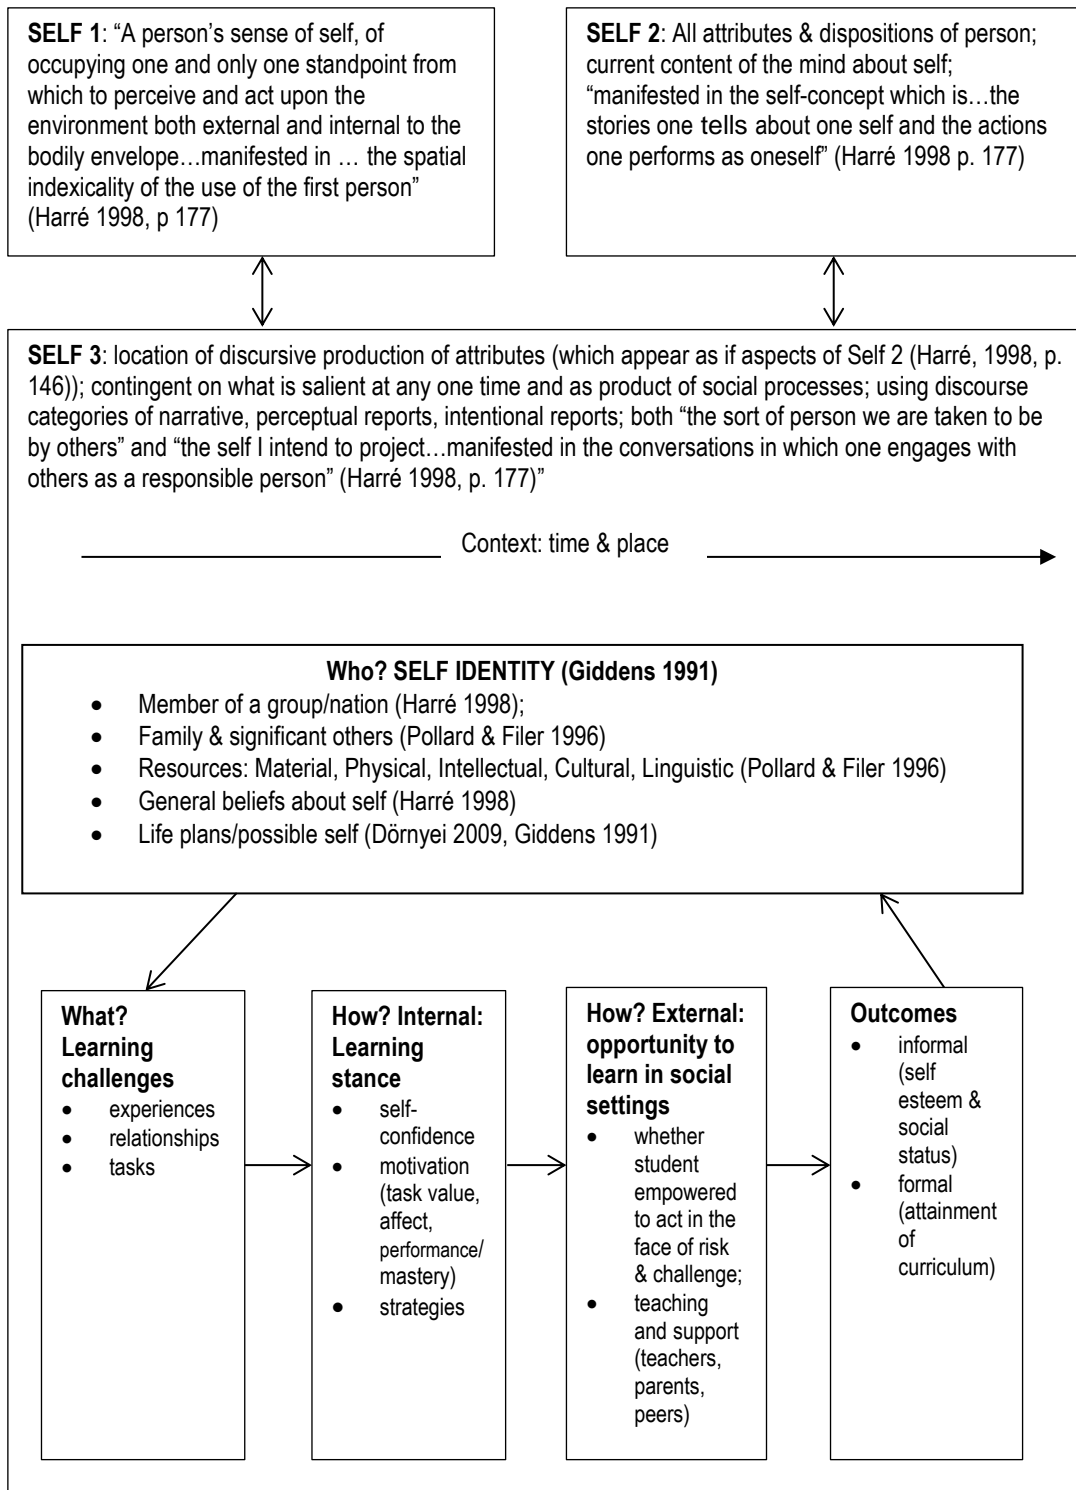 SELF 1: “A person’s sense of self, of
occupying one and only one standpoint from
which to perceive and act upon the
environment both external and internal to the
bodily envelope…manifested in … the spatial
indexicality of the use of the first person”
(Harré 1998, p 177)
SELF 2: All attributes & dispositions of person;
current content of the mind about self;
“manifested in the self-concept which is…the
stories one tells about one self and the actions
one performs as oneself” (Harré 1998 p. 177)
SELF 3: location of discursive production of attributes (which appear as if aspects of Self 2 (Harré, 1998, p.
146)); contingent on what is salient at any one time and as product of social processes; using discourse
categories of narrative, perceptual reports, intentional reports; both “the sort of person we are taken to be
by others” and “the self I intend to project…manifested in the conversations in which one engages with
others as a responsible person” (Harré 1998, p. 177)”
Context: time & place
Who? SELF IDENTITY (Giddens 1991)
• Member of a group/nation (Harré 1998);
• Family & significant others (Pollard & Filer 1996)
• Resources: Material, Physical, Intellectual, Cultural, Linguistic (Pollard & Filer 1996)
• General beliefs about self (Harré 1998)
• Life plans/possible self (Dörnyei 2009, Giddens 1991)
What?
Learning
challenges
• experiences
• relationships
• tasks
How? Internal:
Learning
stance
• self-
confidence
• motivation
(task value,
affect,
performance/
mastery)
• strategies
How? External:
opportunity to
learn in social
settings
• whether
student
empowered
to act in the
face of risk
& challenge;
• teaching
and support
(teachers,
parents,
peers)
Outcomes
• informal
(self
esteem &
social
status)
• formal
(attainment
of
curriculum)